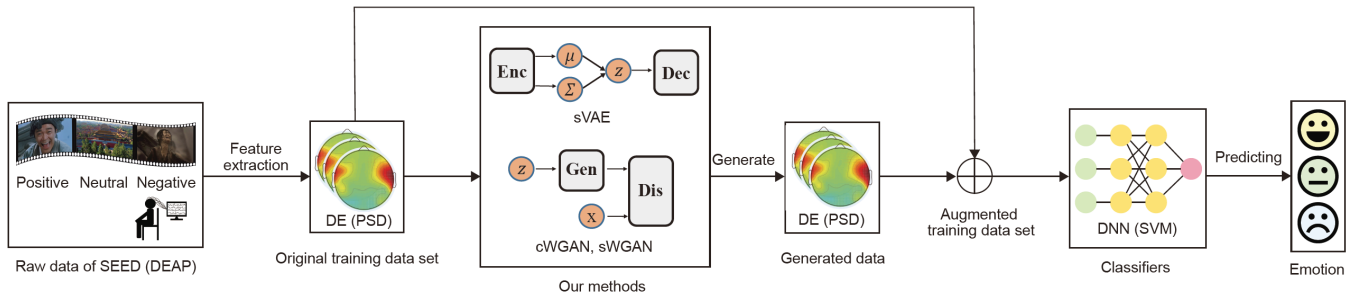 Positive Neutral Negative
Raw data of SEED (DEAP)
Feature
extraction
DE (PSD)
Original training data set
Enc
μ
Σ
z
Dec
sVAE
z
Gen
Dis
x
cWGAN, sWGAN
Our methods
Generate
DE (PSD)
Generated data
Augmented
training data set
DNN (SVM)
Classifiers
Predicting
Emotion